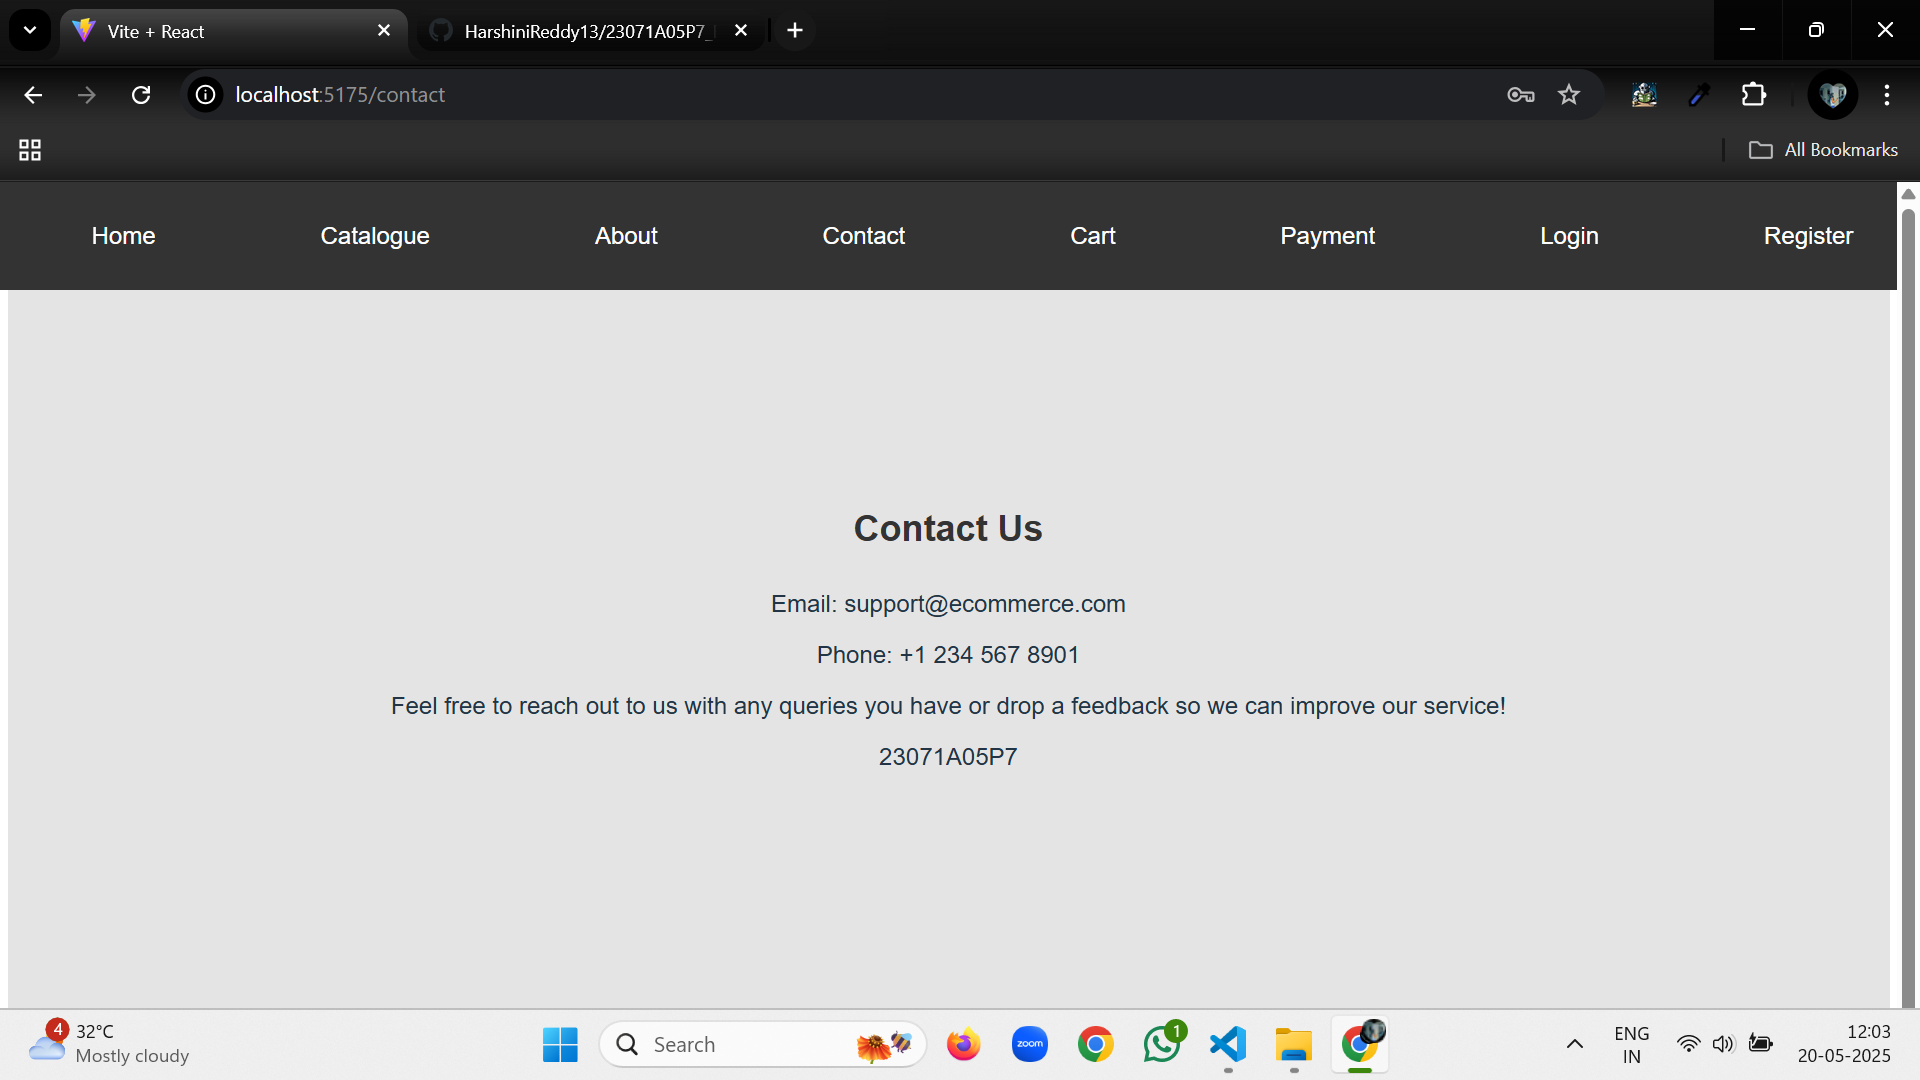 Vite + React
HarshiniReddy13/23071A05P7_
localhost:5175/contact
All Bookmarks
Home Catalogue About Contact Cart Payment Login Register
Contact Us
Email: support@ecommerce.com
Phone: +1 234 567 8901
Feel free to reach out to us with any queries you have or drop a feedback so we can improve our service!
23071A05P7
4
32°C
Mostly cloudy
Search
zoom
1
ENG
IN
12:03
20-05-2025